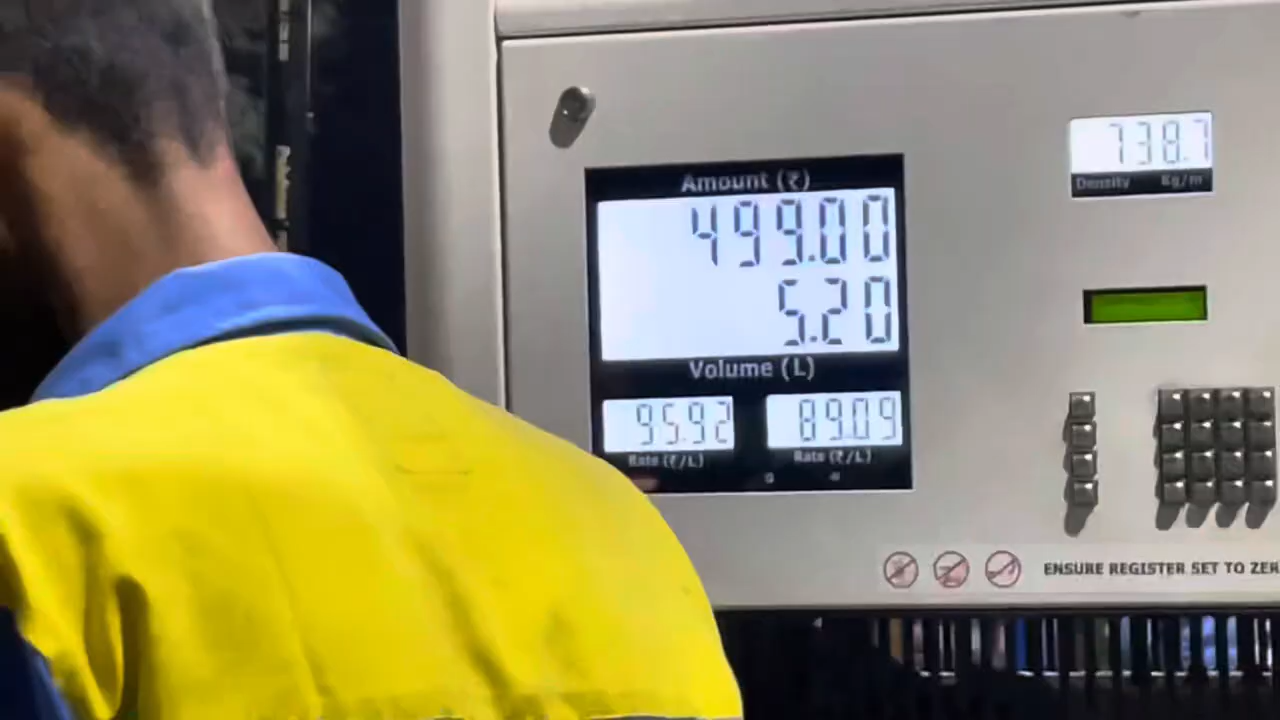 738.7
Density Kg/m
Amount (₹)
499.00
5.20
Volume (L)
95.92 89.09
Rate (₹/L) Rate (₹/L)
ENSURE REGISTER SET TO ZER